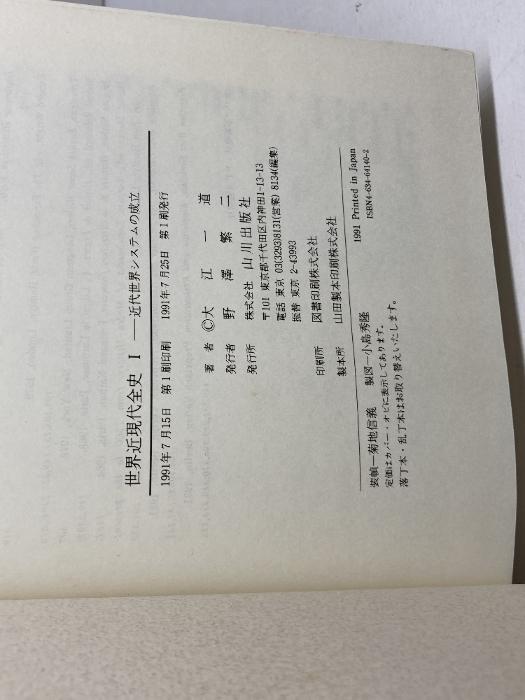 世界近現代全史 I ──近代世界システムの成立
1991年7月15日 第1刷印刷 1991年7月25日 第1刷発行
著者 ©大江一道
発行者 野澤繁二
発行所 株式会社 山川出版社
〒101 東京都千代田区内神田1-13-13
電話 東京 03(3293)8131(営業) 8134(編集)
振替 東京 2-43993
印刷所 図書印刷株式会社
製本所 山田製本印刷株式会社
1991 Printed in Japan
ISBN4-634-64140-2
装幀─菊地信義 製図─小島秀隆
定価はカバー・オビに表示してあります。
落丁本・乱丁本はお取り替えいたします。